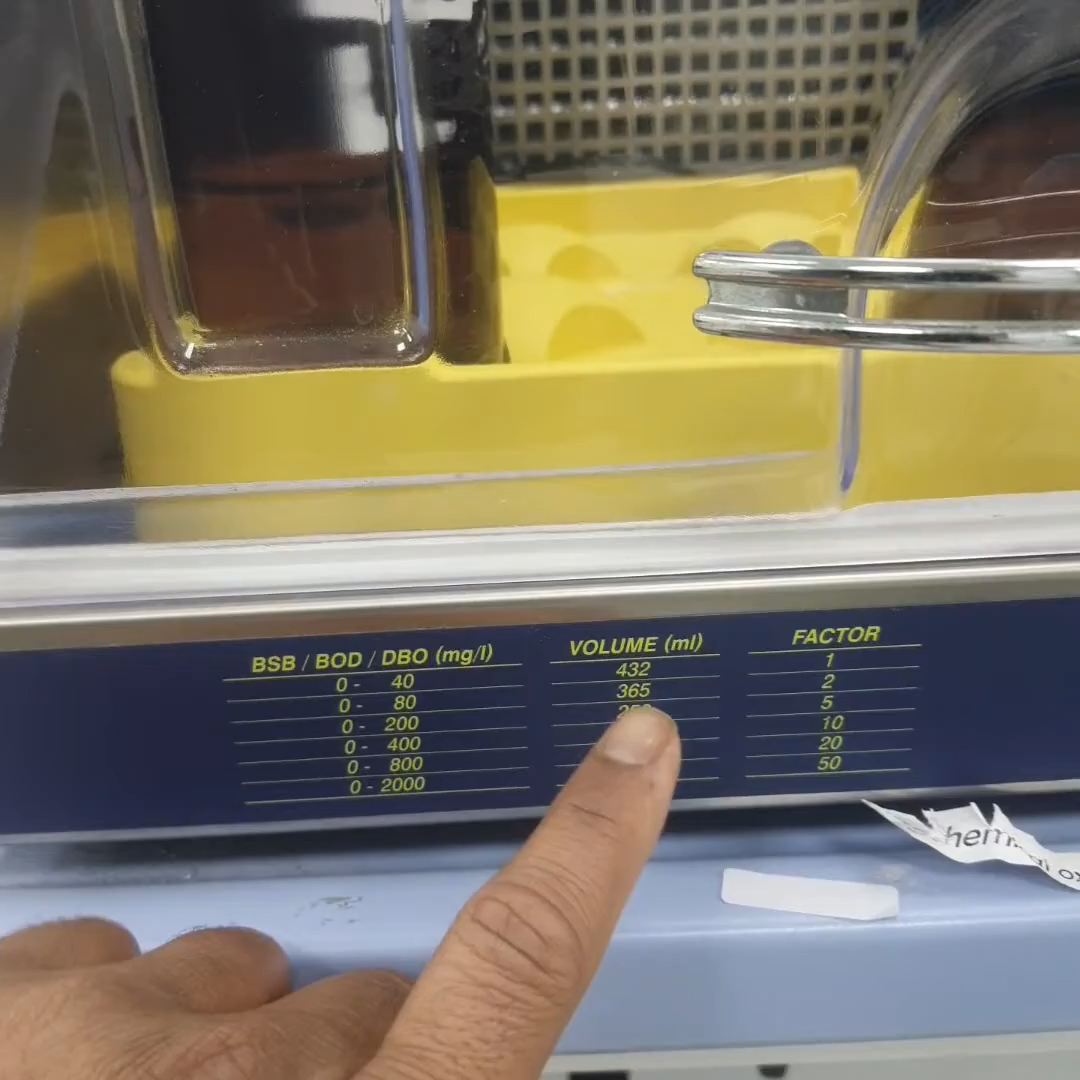 BSB / BOD / DBO (mg/l) VOLUME (ml) FACTOR
0 - 40 432 1
0 - 80 365 2
0 - 200 5
0 - 400 10
0 - 800 20
0 - 2000 50